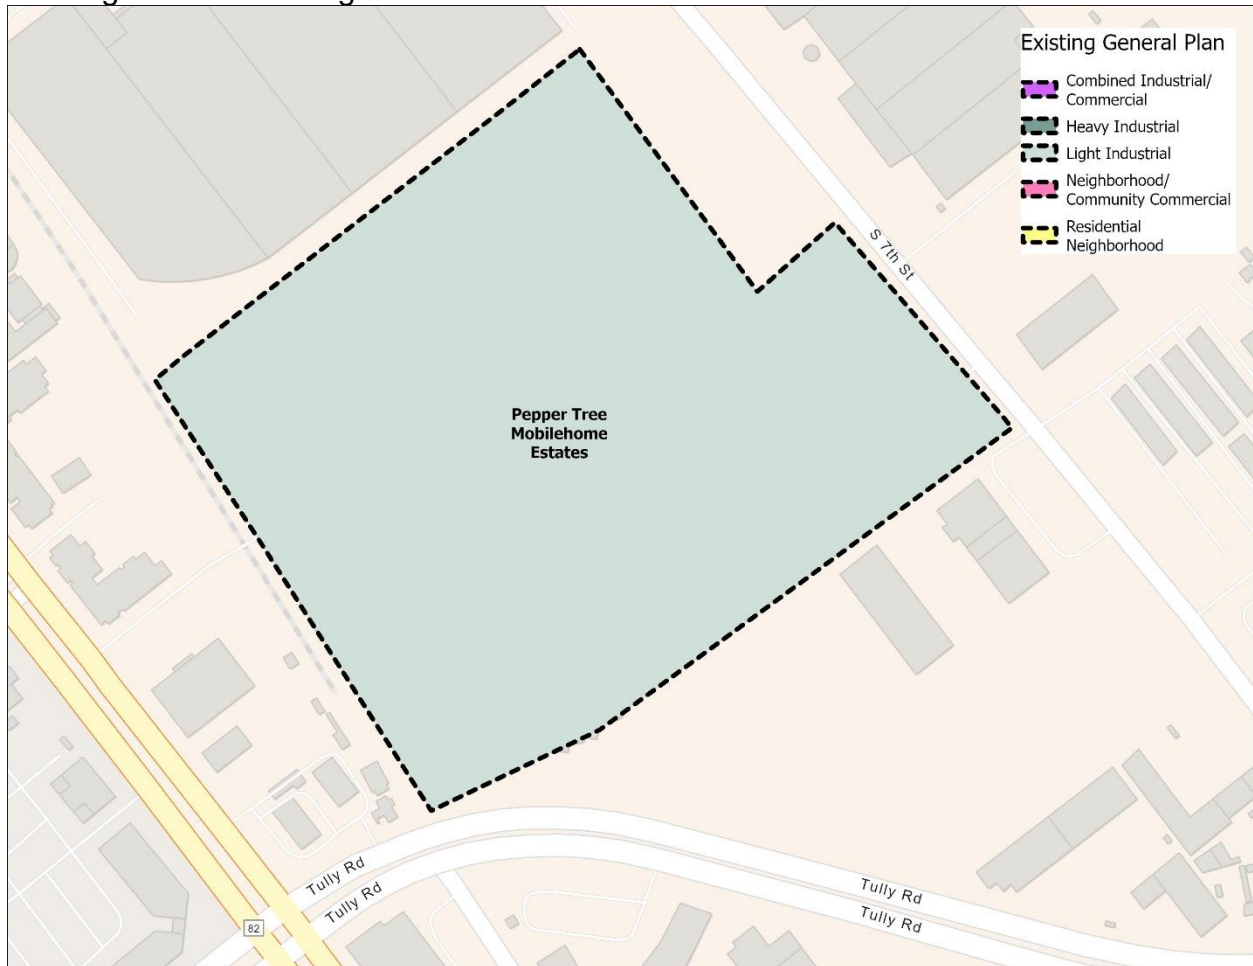 Existing General Plan
Combined Industrial/
Commercial
Heavy Industrial
Light Industrial
Neighborhood/
Community Commercial
Residential
Neighborhood
S 7th St
Pepper Tree
Mobilehome
Estates
Tully Rd
Tully Rd
Tully Rd
Tully Rd
82